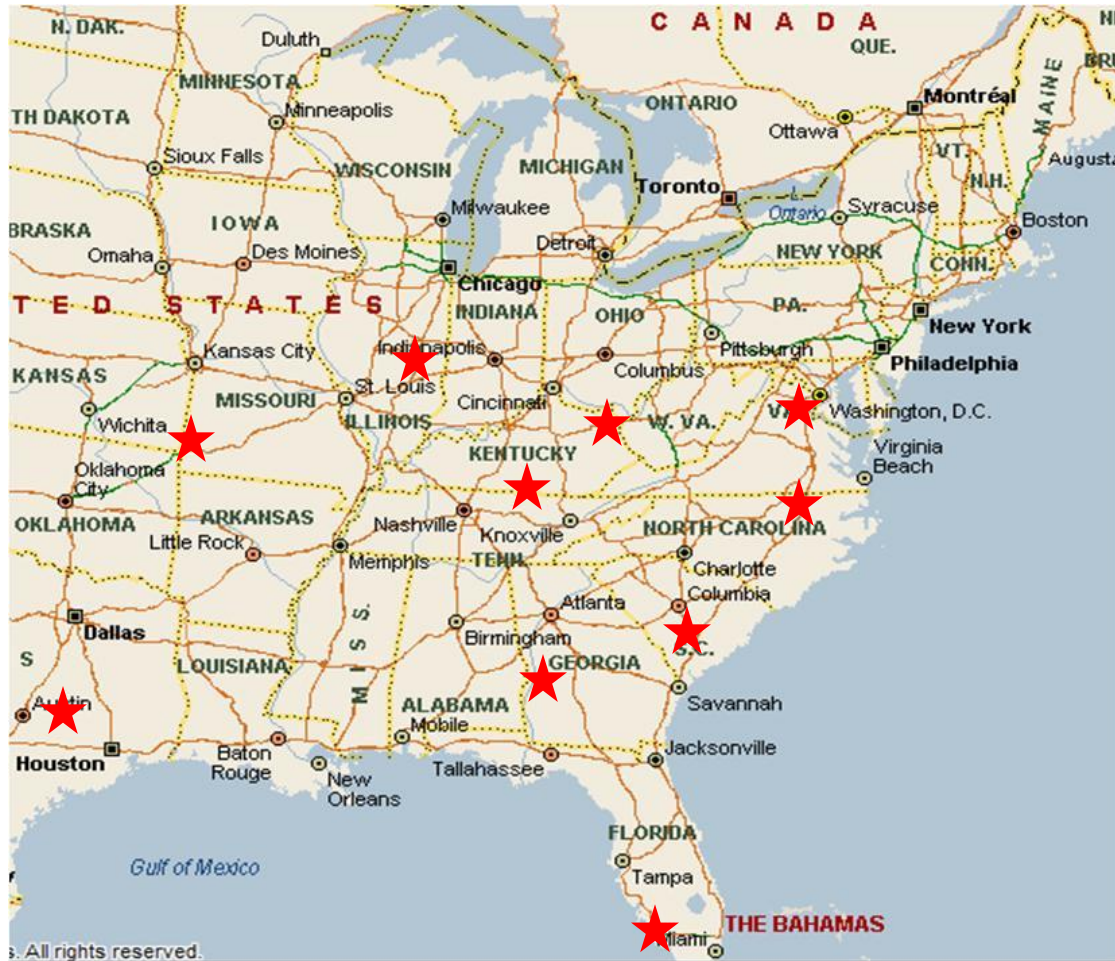 CANADA
N. DAK.
QUE.
Duluth
MINNESOTA
MAINE
Minneapolis
ONTARIO
Montréal
TH DAKOTA
Ottawa
Sioux Falls
WISCONSIN
MICHIGAN
VT.
Augusta
Toronto
N.H.
IOWA
Milwaukee
Ontario
Syracuse
Boston
BRASKA
Omaha
Des Moines
Detroit
NEW YORK
CONN.
Chicago
TED STATES
INDIANA
OHIO
PA.
New York
Kansas City
Indianapolis
Pittsburgh
Philadelphia
KANSAS
St. Louis
Columbus
MISSOURI
Cincinnati
Washington, D.C.
Wichita
ILLINOIS
W. VA.
Virginia
Beach
KENTUCKY
Oklahoma
City
OKLAHOMA
ARKANSAS
Nashville
Knoxville
NORTH CAROLINA
Little Rock
Memphis
TENN.
Charlotte
Columbia
Atlanta
Dallas
Birmingham
MISS.
S
LOUISIANA
GEORGIA
S.C.
Savannah
Austin
ALABAMA
Mobile
Jacksonville
Houston
Baton
Rouge
Tallahassee
New
Orleans
FLORIDA
Gulf of Mexico
Tampa
THE BAHAMAS
Miami
s. All rights reserved.